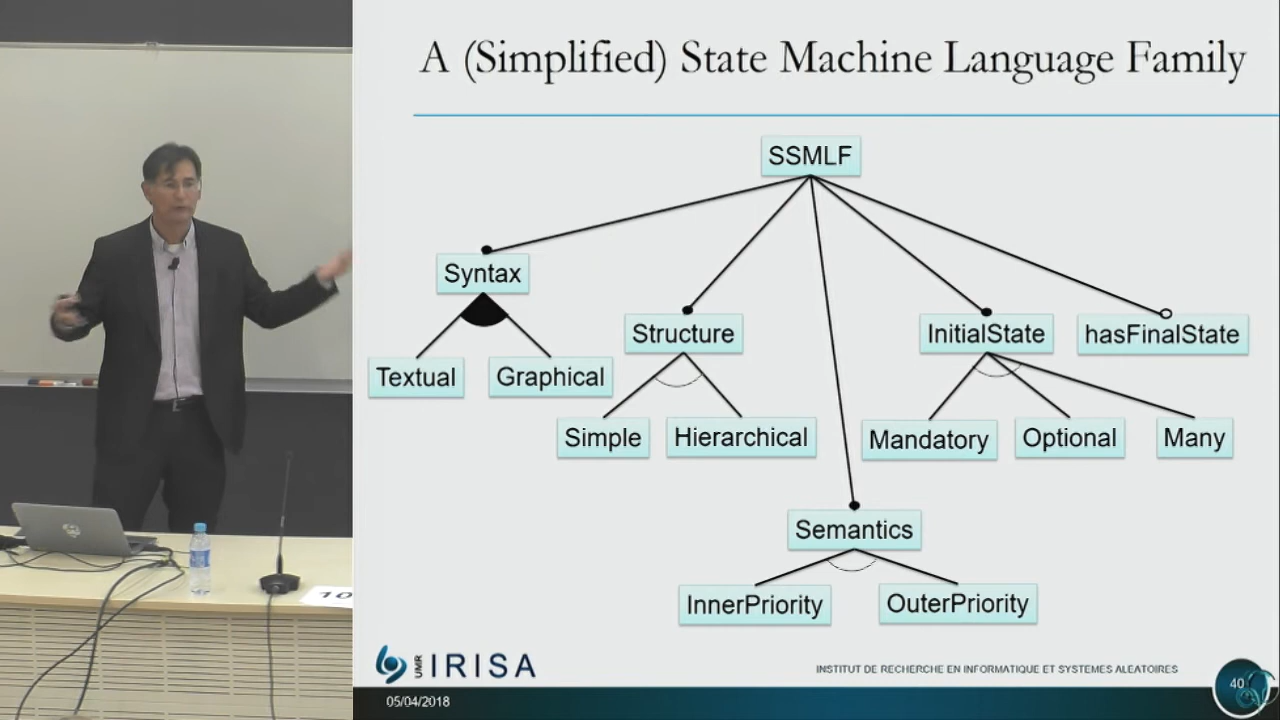 A (Simplified) State Machine Language Family
SSMLF
Syntax
Textual
Graphical
Structure
Simple
Hierarchical
InitialState
hasFinalState
Mandatory
Optional
Many
Semantics
InnerPriority
OuterPriority
UMR
IRISA
INSTITUT DE RECHERCHE EN INFORMATIQUE ET SYSTEMES ALEATOIRES
05/04/2018
40
10